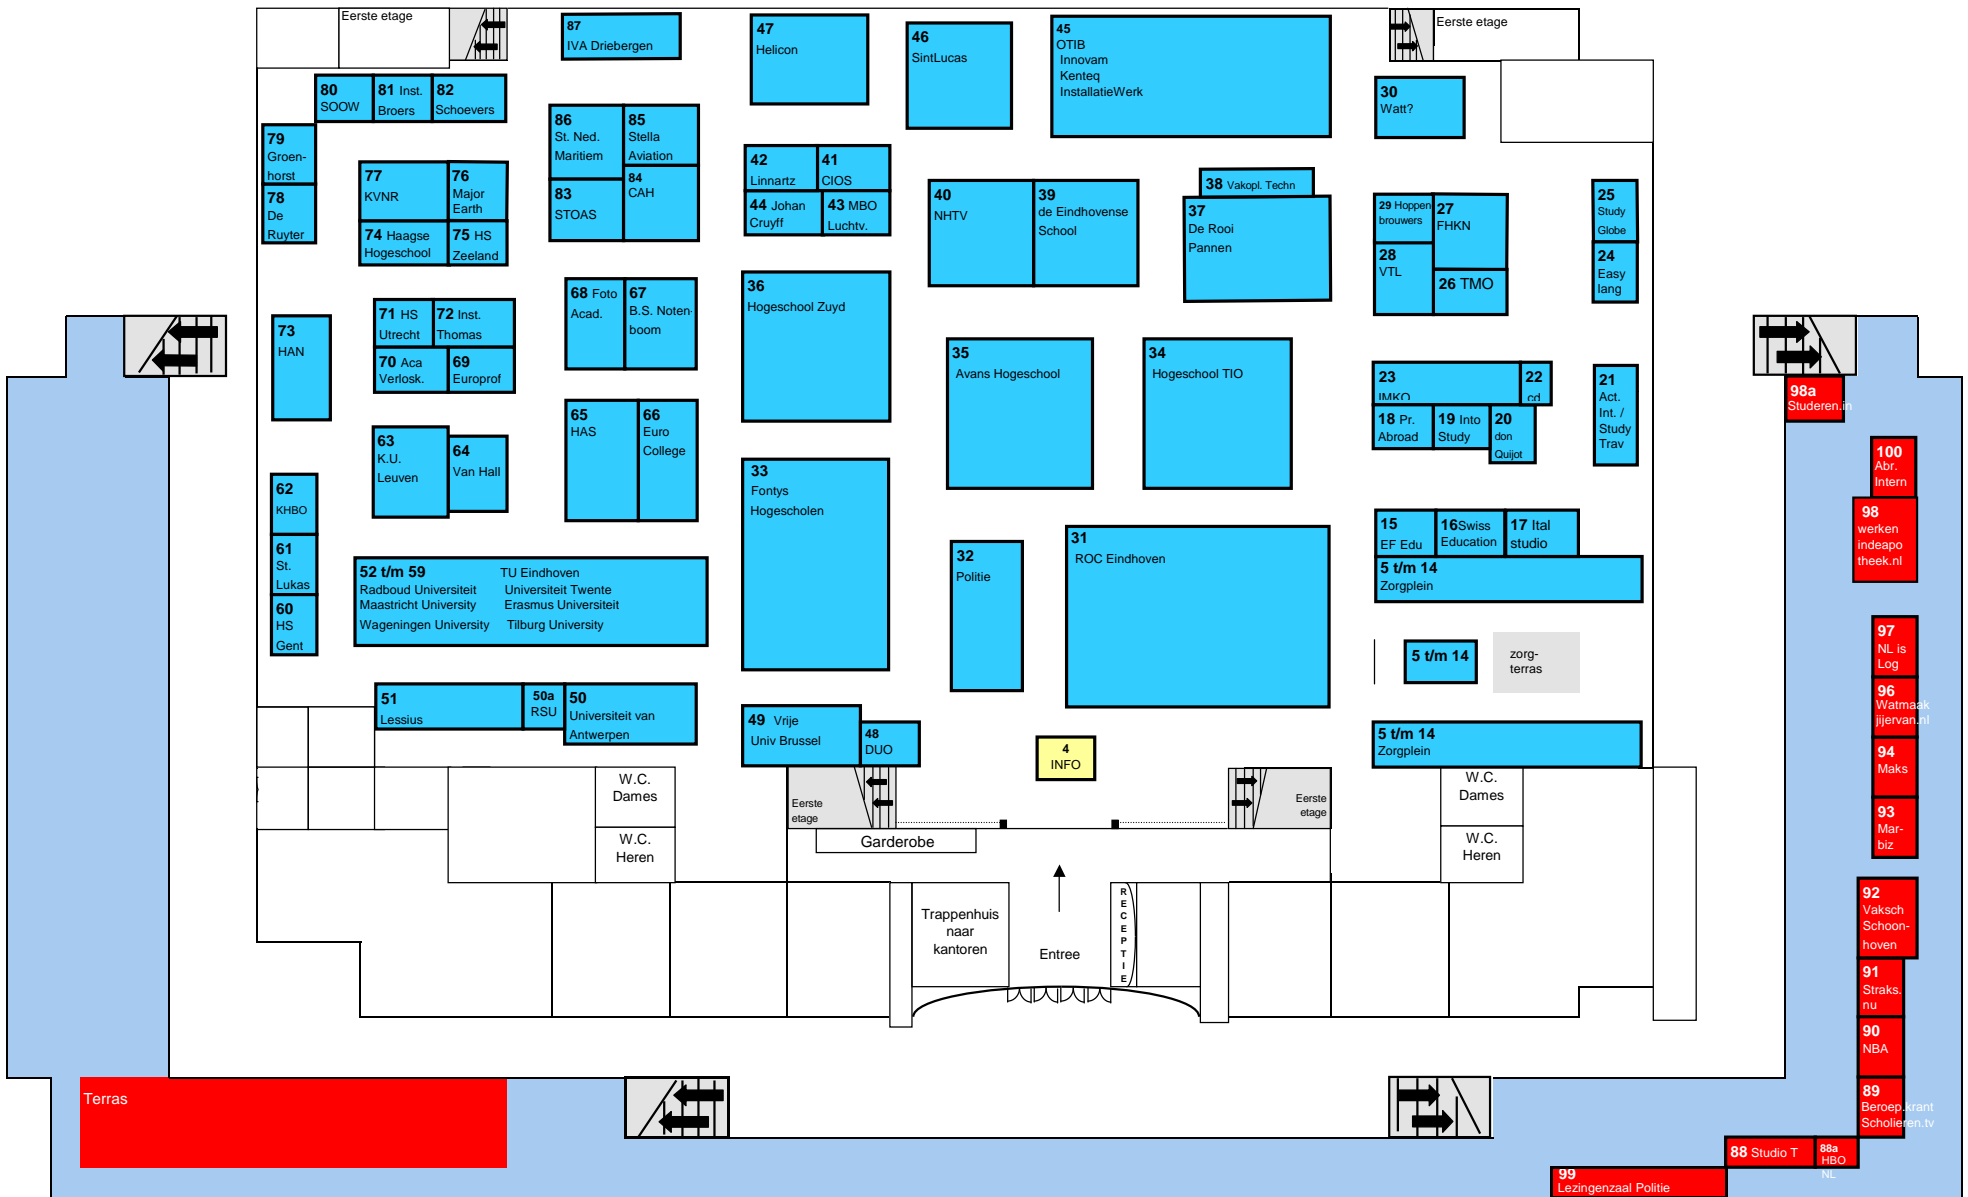 Eerste etage
Eerste etage
87
IVA Driebergen
47
Helicon
46
SintLucas
45
OTIB
Innovam
Kenteq
InstallatieWerk
30
Watt?
80
SOOW
81 Inst.
Broers
82
Schoevers
79
Groen-
horst
78
De
Ruyter
86
St. Ned.
Maritiem
85
Stella
Aviation
83
STOAS
84
CAH
77
KVNR
76
Major
Earth
74 Haagse
Hogeschool
75 HS
Zeeland
42
Linnartz
41
CIOS
44 Johan
Cruyff
43 MBO
Luchtv.
40
NHTV
39
de Eindhovense
School
38 Vakopl. Techn
37
De Rooi
Pannen
29 Hoppen
brouwers
27
FHKN
28
VTL
26 TMO
25
Study
Globe
24
Easy
lang
73
HAN
71 HS
Utrecht
72 Inst.
Thomas
70 Aca
Verlosk.
69
Europrof
68 Foto
Acad.
67
B.S. Noten-
boom
36
Hogeschool Zuyd
35
Avans Hogeschool
34
Hogeschool TIO
23
IMKO
22
cd
18 Pr.
Abroad
19 Into
Study
20
don
Quijot
21
Act.
Int. /
Study
Trav
98a
Studeren.in
63
K.U.
Leuven
64
Van Hall
65
HAS
66
Euro
College
33
Fontys
Hogescholen
62
KHBO
61
St.
Lukas
60
HS
Gent
52 t/m 59 TU Eindhoven
Radboud Universiteit Universiteit Twente
Maastricht University Erasmus Universiteit
Wageningen University Tilburg University
32
Politie
31
ROC Eindhoven
15
EF Edu
16Swiss
Education
17 Ital
studio
5 t/m 14
Zorgplein
5 t/m 14
zorg-
terras
5 t/m 14
Zorgplein
100
Abr.
Intern
98
werken
indeapo
theek.nl
97
NL is
Log
96
Watmaak
jijervan.nl
94
Maks
93
Mar-
biz
92
Vaksch
Schoon-
hoven
91
Straks.
nu
90
NBA
89
Beroep.krant
Scholieren.tv
88 Studio T
88a
HBO
NL
99
Lezingenzaal Politie
51
Lessius
50a
RSU
50
Universiteit van
Antwerpen
49 Vrije
Univ Brussel
48
DUO
4
INFO
W.C.
Dames
W.C.
Heren
Eerste
etage
Eerste
etage
W.C.
Dames
W.C.
Heren
Garderobe
Trappenhuis
naar
kantoren
Entree
RECEPTIE
Terras